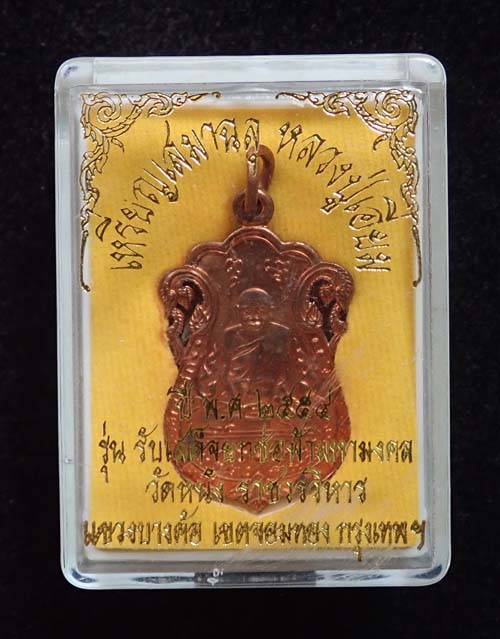 เหรียญเสมาฉลุ หลวงปู่เอี่ยม
ปี พ.ศ ๒๕๕๔
รุ่น รับเสด็จยกช่อฟ้ามหามงคล
วัดหนัง ราชวรวิหาร
แขวงบางค้อ เขตจอมทอง กรุงเทพฯ